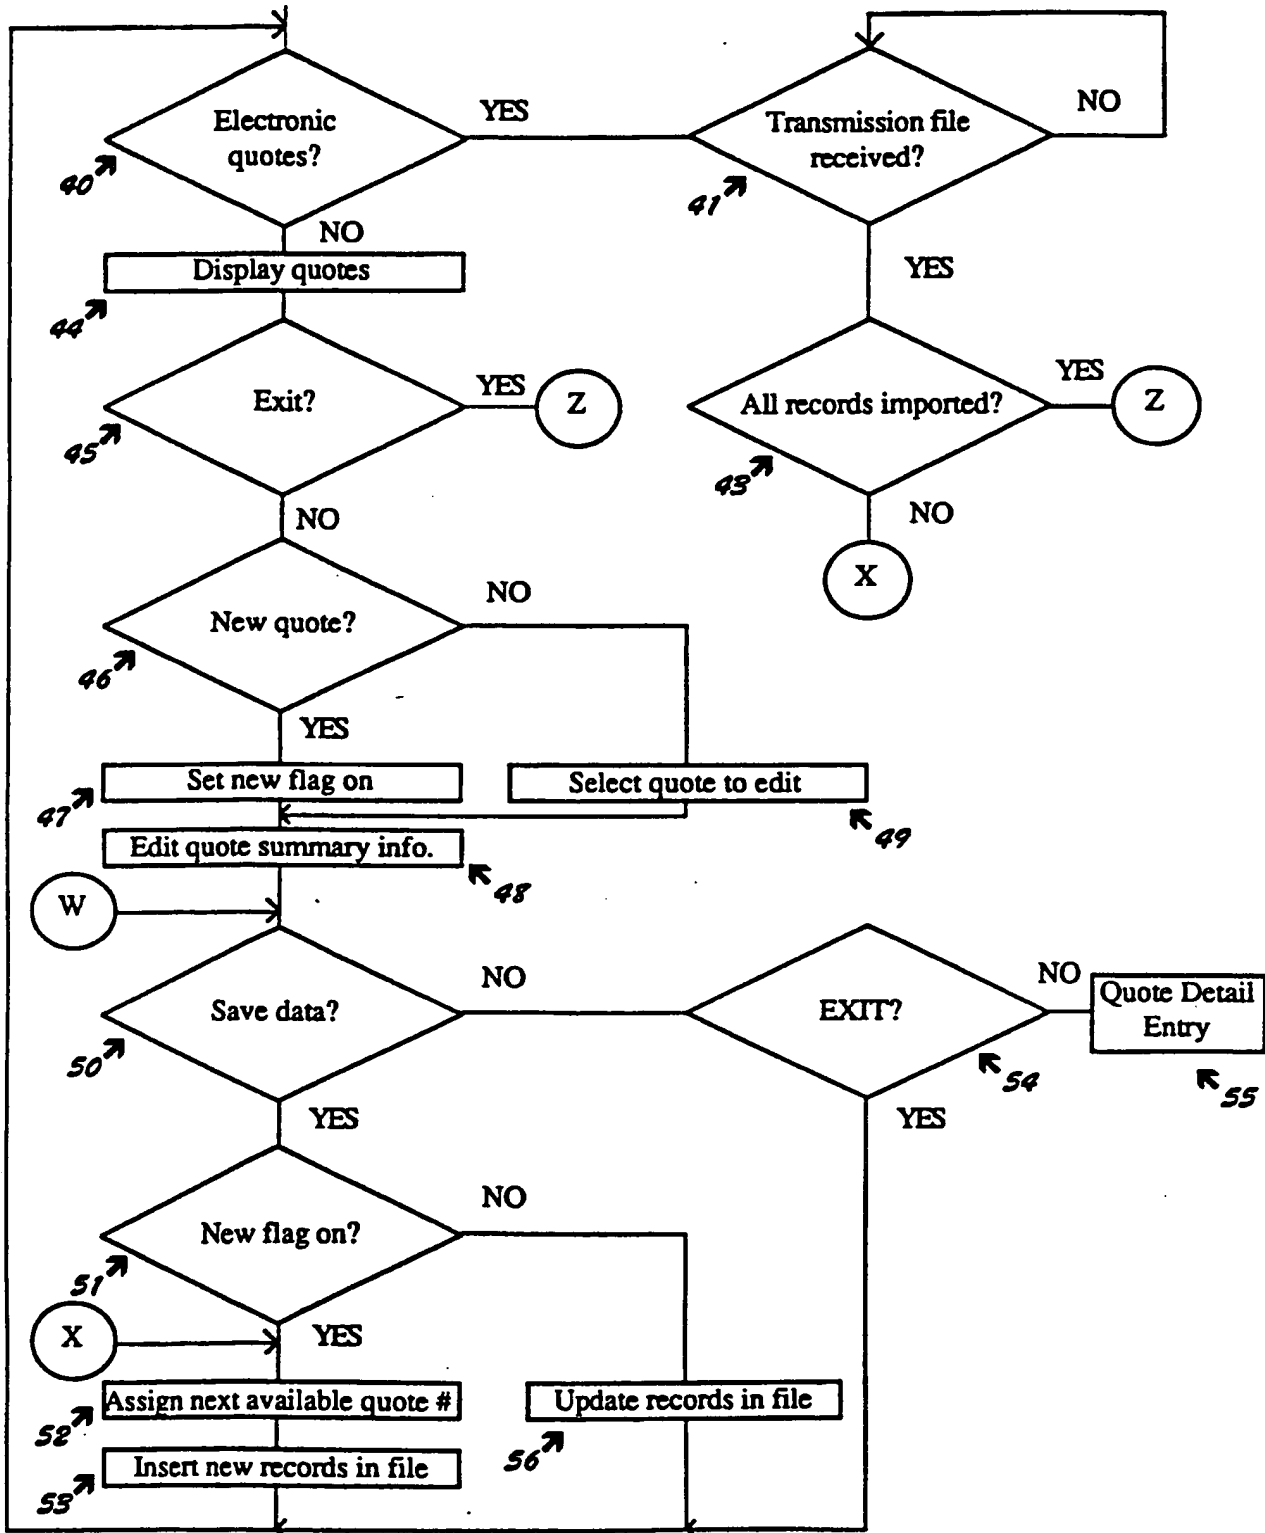 Electronic
quotes?
YES
40
Transmission file
received?
NO
41
NO
Display quotes
44
YES
Exit?
YES
Z
45
All records imported?
YES
Z
43
NO
NO
X
New quote?
NO
46
YES
Set new flag on
47
Select quote to edit
49
Edit quote summary info.
48
W
Save data?
NO
50
EXIT?
NO
54
Quote Detail
Entry
55
YES
YES
New flag on?
NO
51
X
YES
Assign next available quote #
52
Update records in file
56
Insert new records in file
53